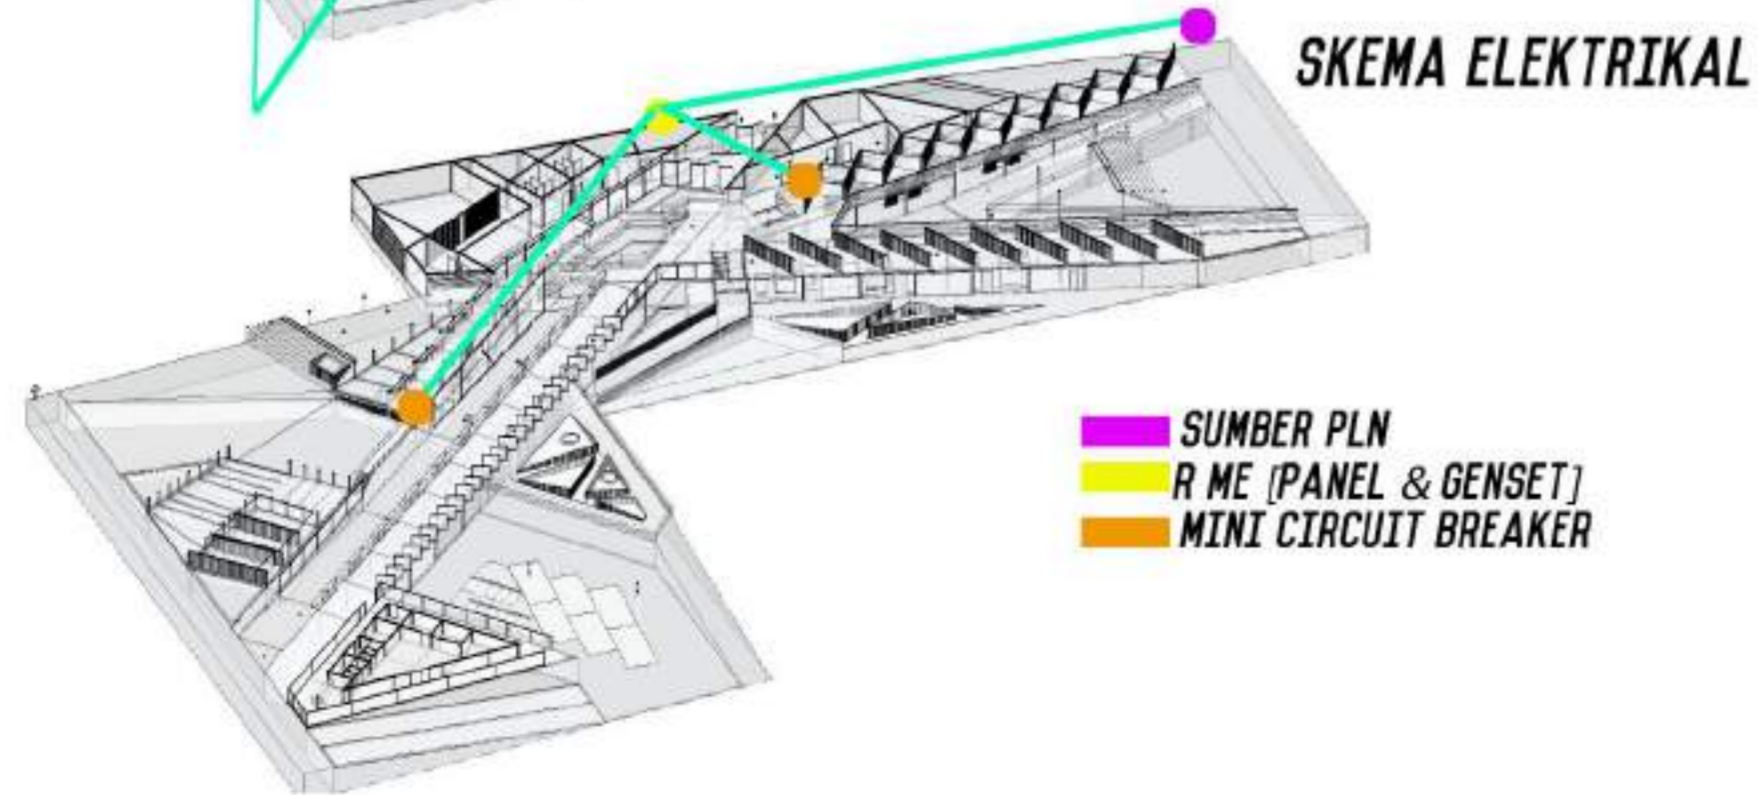 SKEMA ELEKTRIKAL
SUMBER PLN
R ME (PANEL & GENSET)
MINI CIRCUIT BREAKER